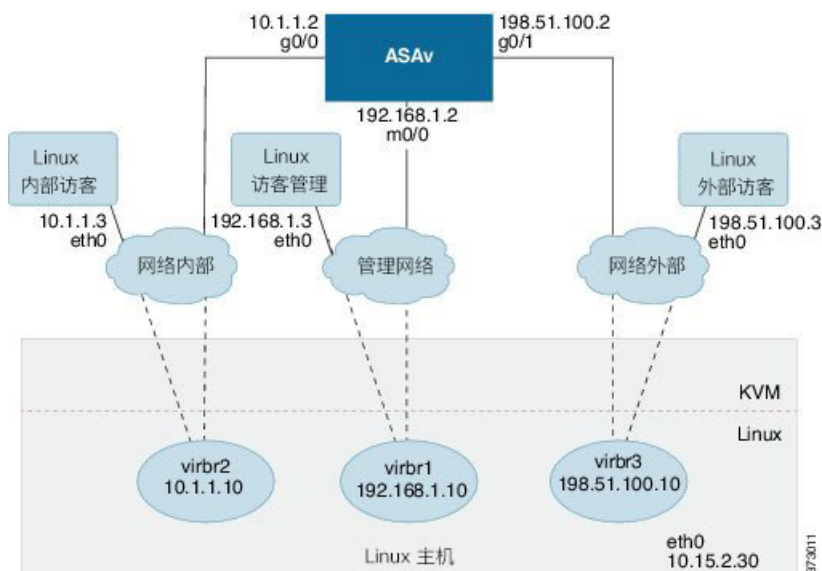 10.1.1.2
g0/0
ASAv
198.51.100.2
g0/1
192.168.1.2
m0/0
Linux
内部访客
Linux
访客管理
Linux
外部访客
10.1.1.3
eth0
192.168.1.3
eth0
198.51.100.3
eth0
网络内部
管理网络
网络外部
KVM
Linux
virbr2
10.1.1.10
virbr1
192.168.1.10
virbr3
198.51.100.10
Linux 主机
eth0
10.15.2.30
373011